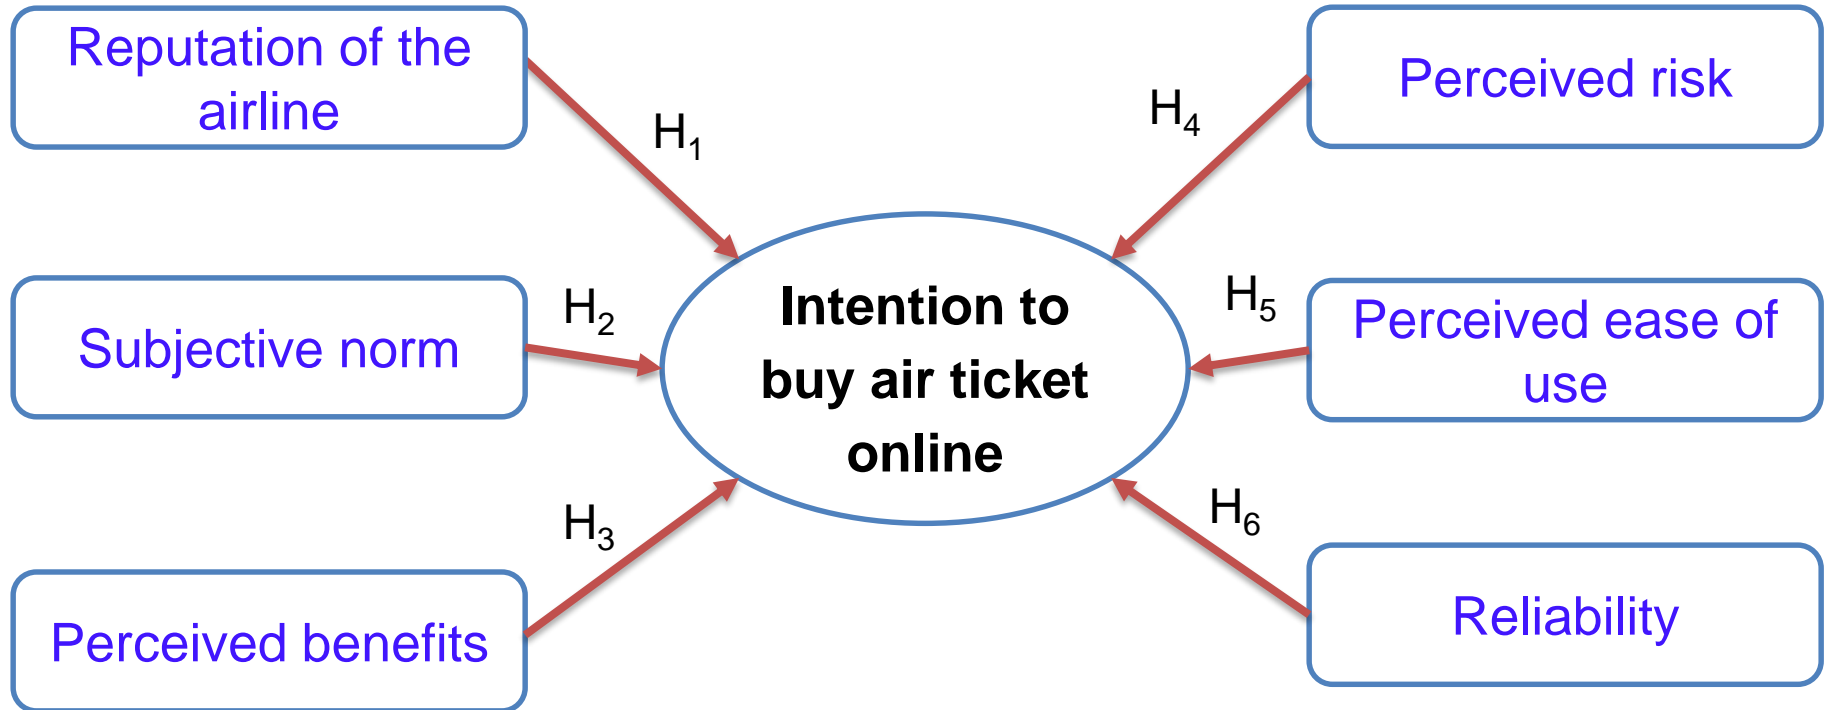 Reputation of the
airline
H₁
Subjective norm
H₂
Perceived benefits
H₃
Intention to
buy air ticket
online
Perceived risk
H₄
Perceived ease of
use
H₅
Reliability
H₆